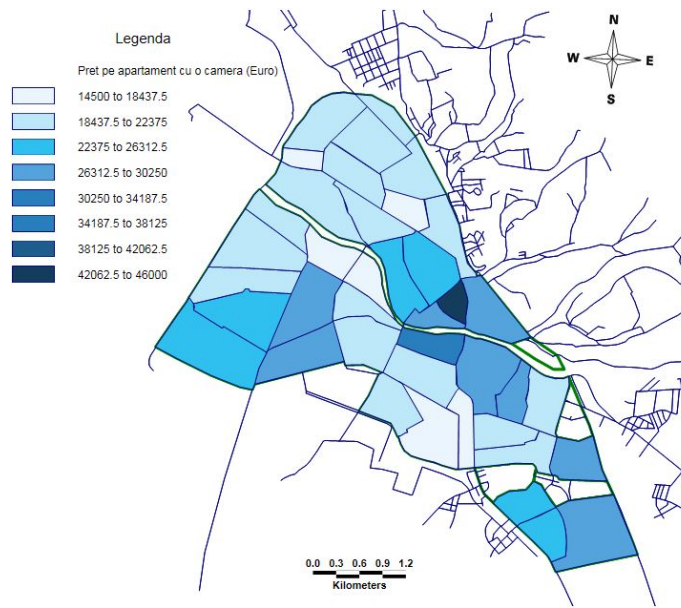 Legenda
Pret pe apartament cu o camera (Euro)
14500 to 18437.5
18437.5 to 22375
22375 to 26312.5
26312.5 to 30250
30250 to 34187.5
34187.5 to 38125
38125 to 42062.5
42062.5 to 46000
N
W E
S
0.0 0.3 0.6 0.9 1.2
Kilometers